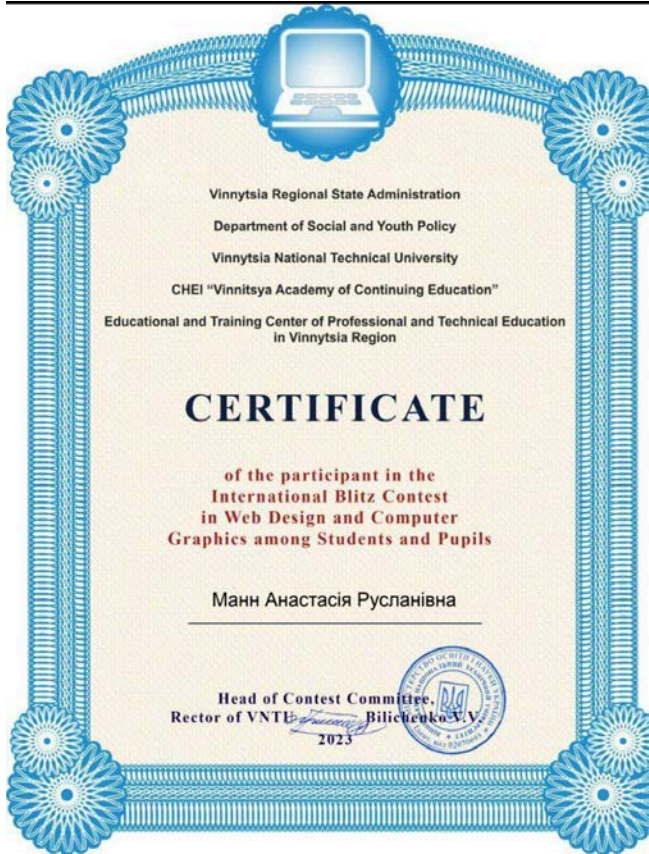 Vinnytsia Regional State Administration
Department of Social and Youth Policy
Vinnytsia National Technical University
CHEI “Vinnitsya Academy of Continuing Education”
Educational and Training Center of Professional and Technical Education
in Vinnytsia Region
CERTIFICATE
of the participant in the
International Blitz Contest
in Web Design and Computer
Graphics among Students and Pupils
Манн Анастасія Русланівна
Head of Contest Committee,
Rector of VNTU Bilichenko V.V.
2023